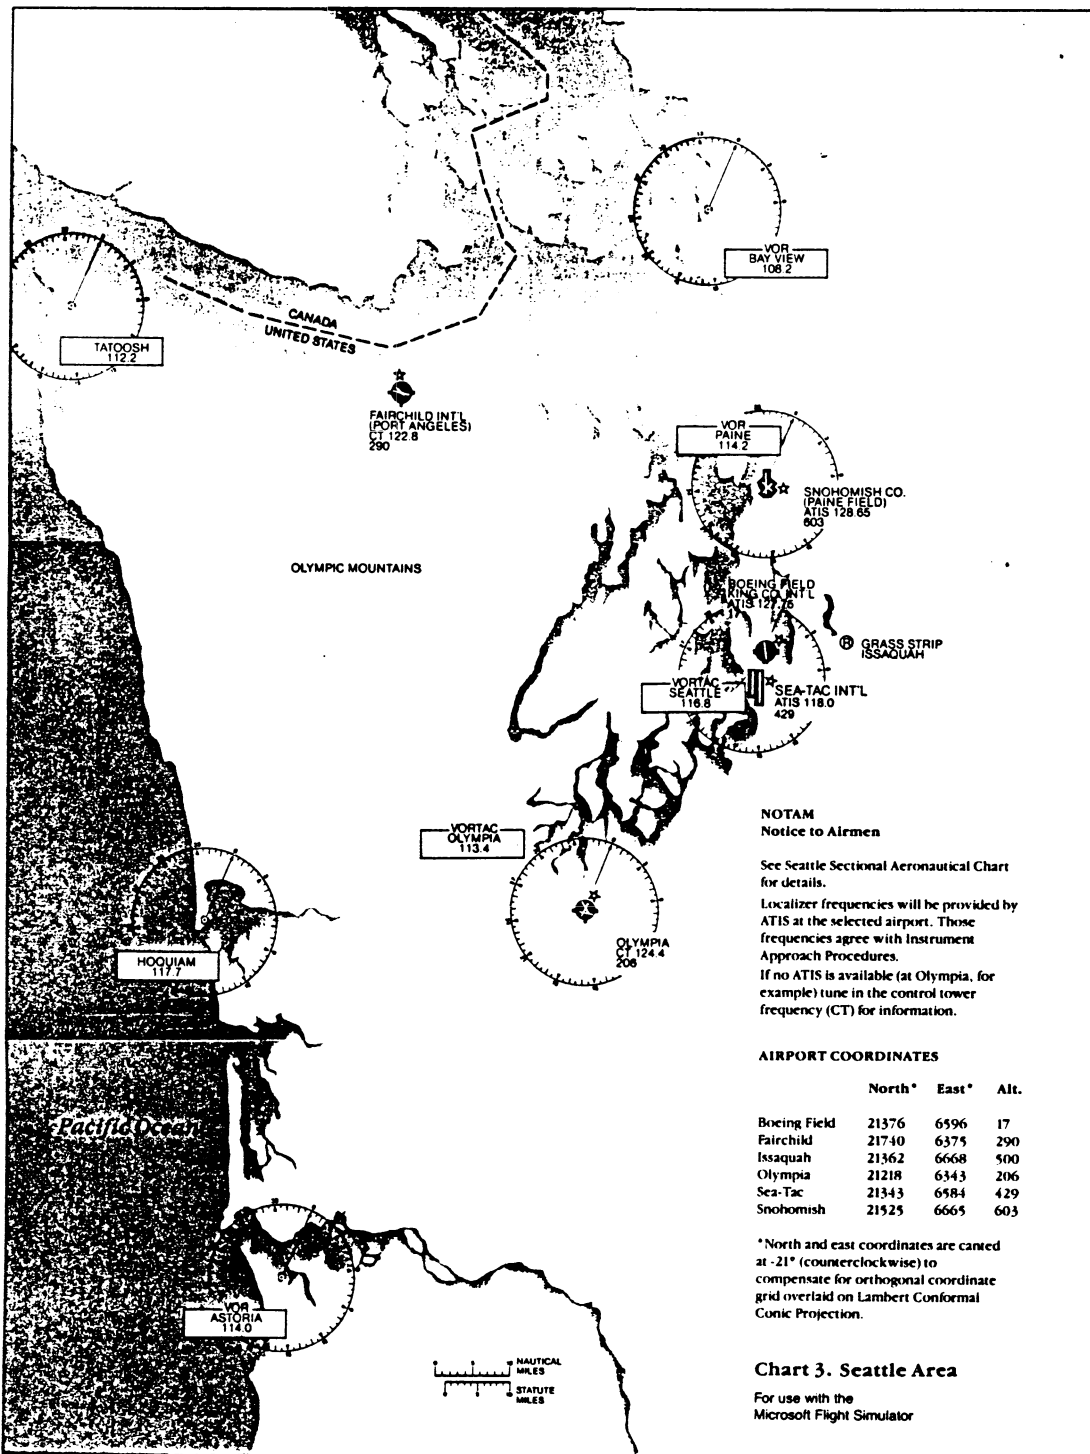 VOR
BAY VIEW
108.2
CANADA
UNITED STATES
TATOOSH
112.2
FAIRCHILD INT'L
(PORT ANGELES)
CT 122.8
290
VOR
PAINE
114.2
SNOHOMISH CO.
(PAINE FIELD)
ATIS 128.65
603
OLYMPIC MOUNTAINS
BOEING FIELD
KING CO. INT'L
ATIS 127.75
17
GRASS STRIP
ISSAQUAH
VORTAC
SEATTLE
116.8
SEA-TAC INT'L
ATIS 118.0
429
VORTAC
OLYMPIA
113.4
OLYMPIA
CT 124.4
206
HOQUIAM
117.7
Pacific Ocean
VOR
ASTORIA
114.0
NAUTICAL
MILES
STATUTE
MILES
NOTAM
Notice to Airmen
See Seattle Sectional Aeronautical Chart
for details.
Localizer frequencies will be provided by
ATIS at the selected airport. Those
frequencies agree with Instrument
Approach Procedures.
If no ATIS is available (at Olympia, for
example) tune in the control tower
frequency (CT) for information.
AIRPORT COORDINATES
North* East* Alt.
Boeing Field 21376 6596 17
Fairchild 21740 6375 290
Issaquah 21362 6668 500
Olympia 21218 6343 206
Sea-Tac 21343 6584 429
Snohomish 21525 6665 603
*North and east coordinates are canted
at -21° (counterclockwise) to
compensate for orthogonal coordinate
grid overlaid on Lambert Conformal
Conic Projection.
Chart 3. Seattle Area
For use with the
Microsoft Flight Simulator